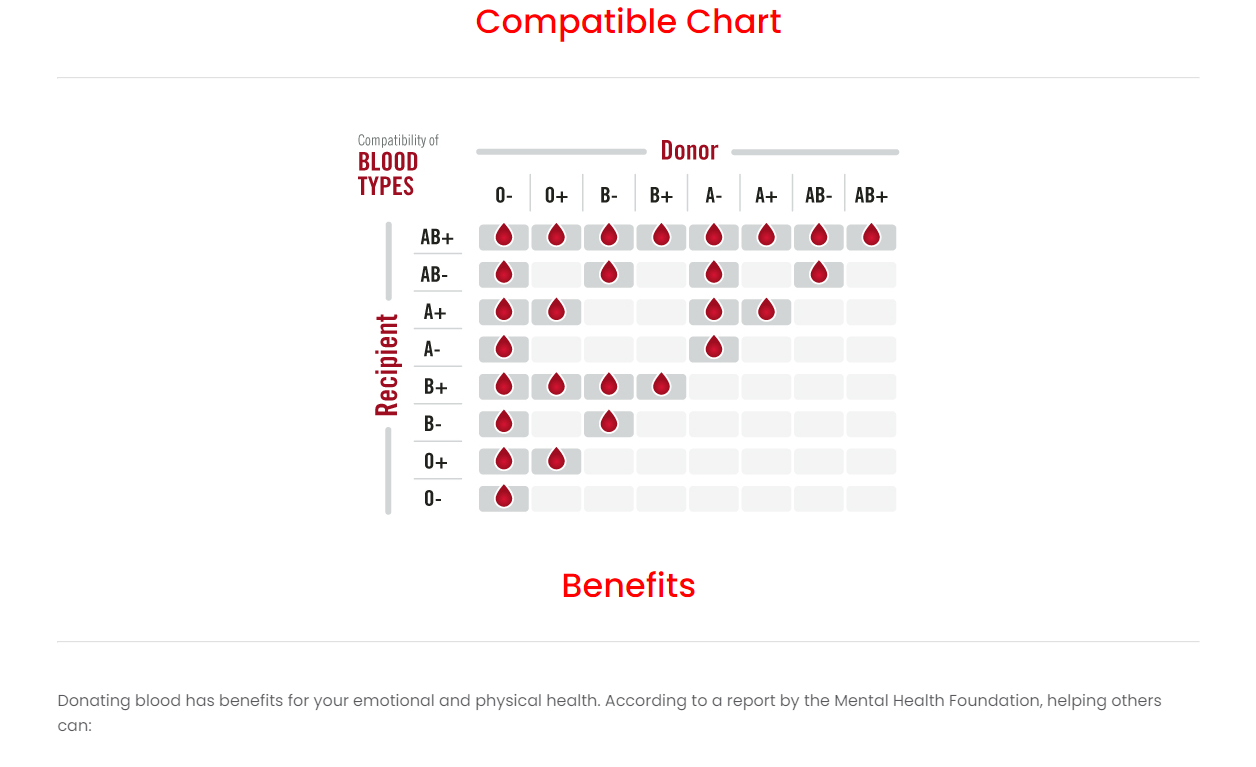 Compatible Chart
Compatibility of
BLOOD
TYPES
Donor
O- O+ B- B+ A- A+ AB- AB+
Recipient
AB+
AB-
A+
A-
B+
B-
O+
O-
Benefits
Donating blood has benefits for your emotional and physical health. According to a report by the Mental Health Foundation, helping others
can: